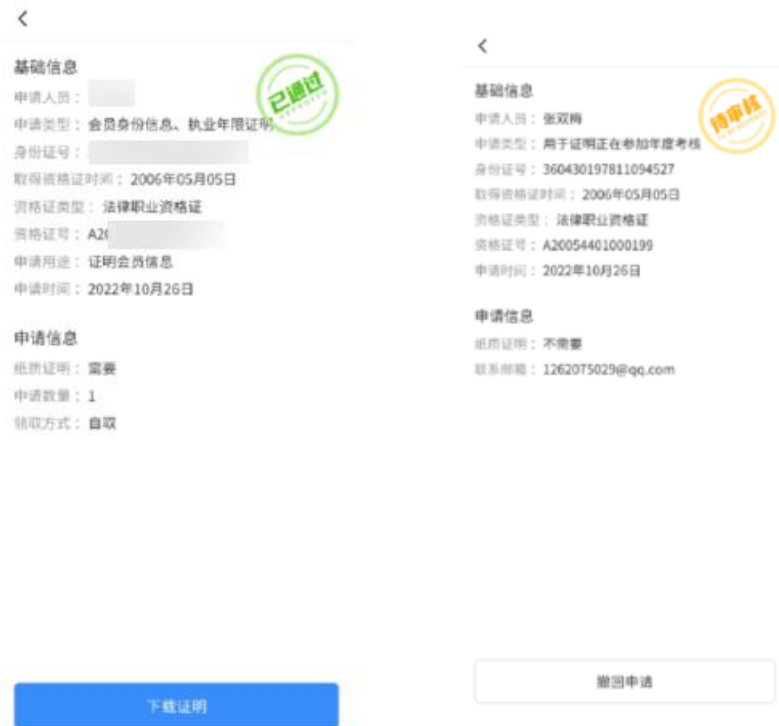 基础信息
已通过
APPROVED
申请人员：
申请类型：会员身份信息、执业年限证明
身份证号：
取得资格证时间：2006年05月05日
资格证类型：法律职业资格证
资格证号：A20
申请用途：证明会员信息
申请时间：2022年10月26日
申请信息
纸质证明：需要
申请数量：1
领取方式：自取
下载证明
基础信息
待审核
申请人员：张双梅
申请类型：用于证明正在参加年度考核
身份证号：360430197811094527
取得资格证时间：2006年05月05日
资格证类型：法律职业资格证
资格证号：A20054401000199
申请时间：2022年10月26日
申请信息
纸质证明：不需要
联系邮箱：1262075029@qq.com
撤回申请